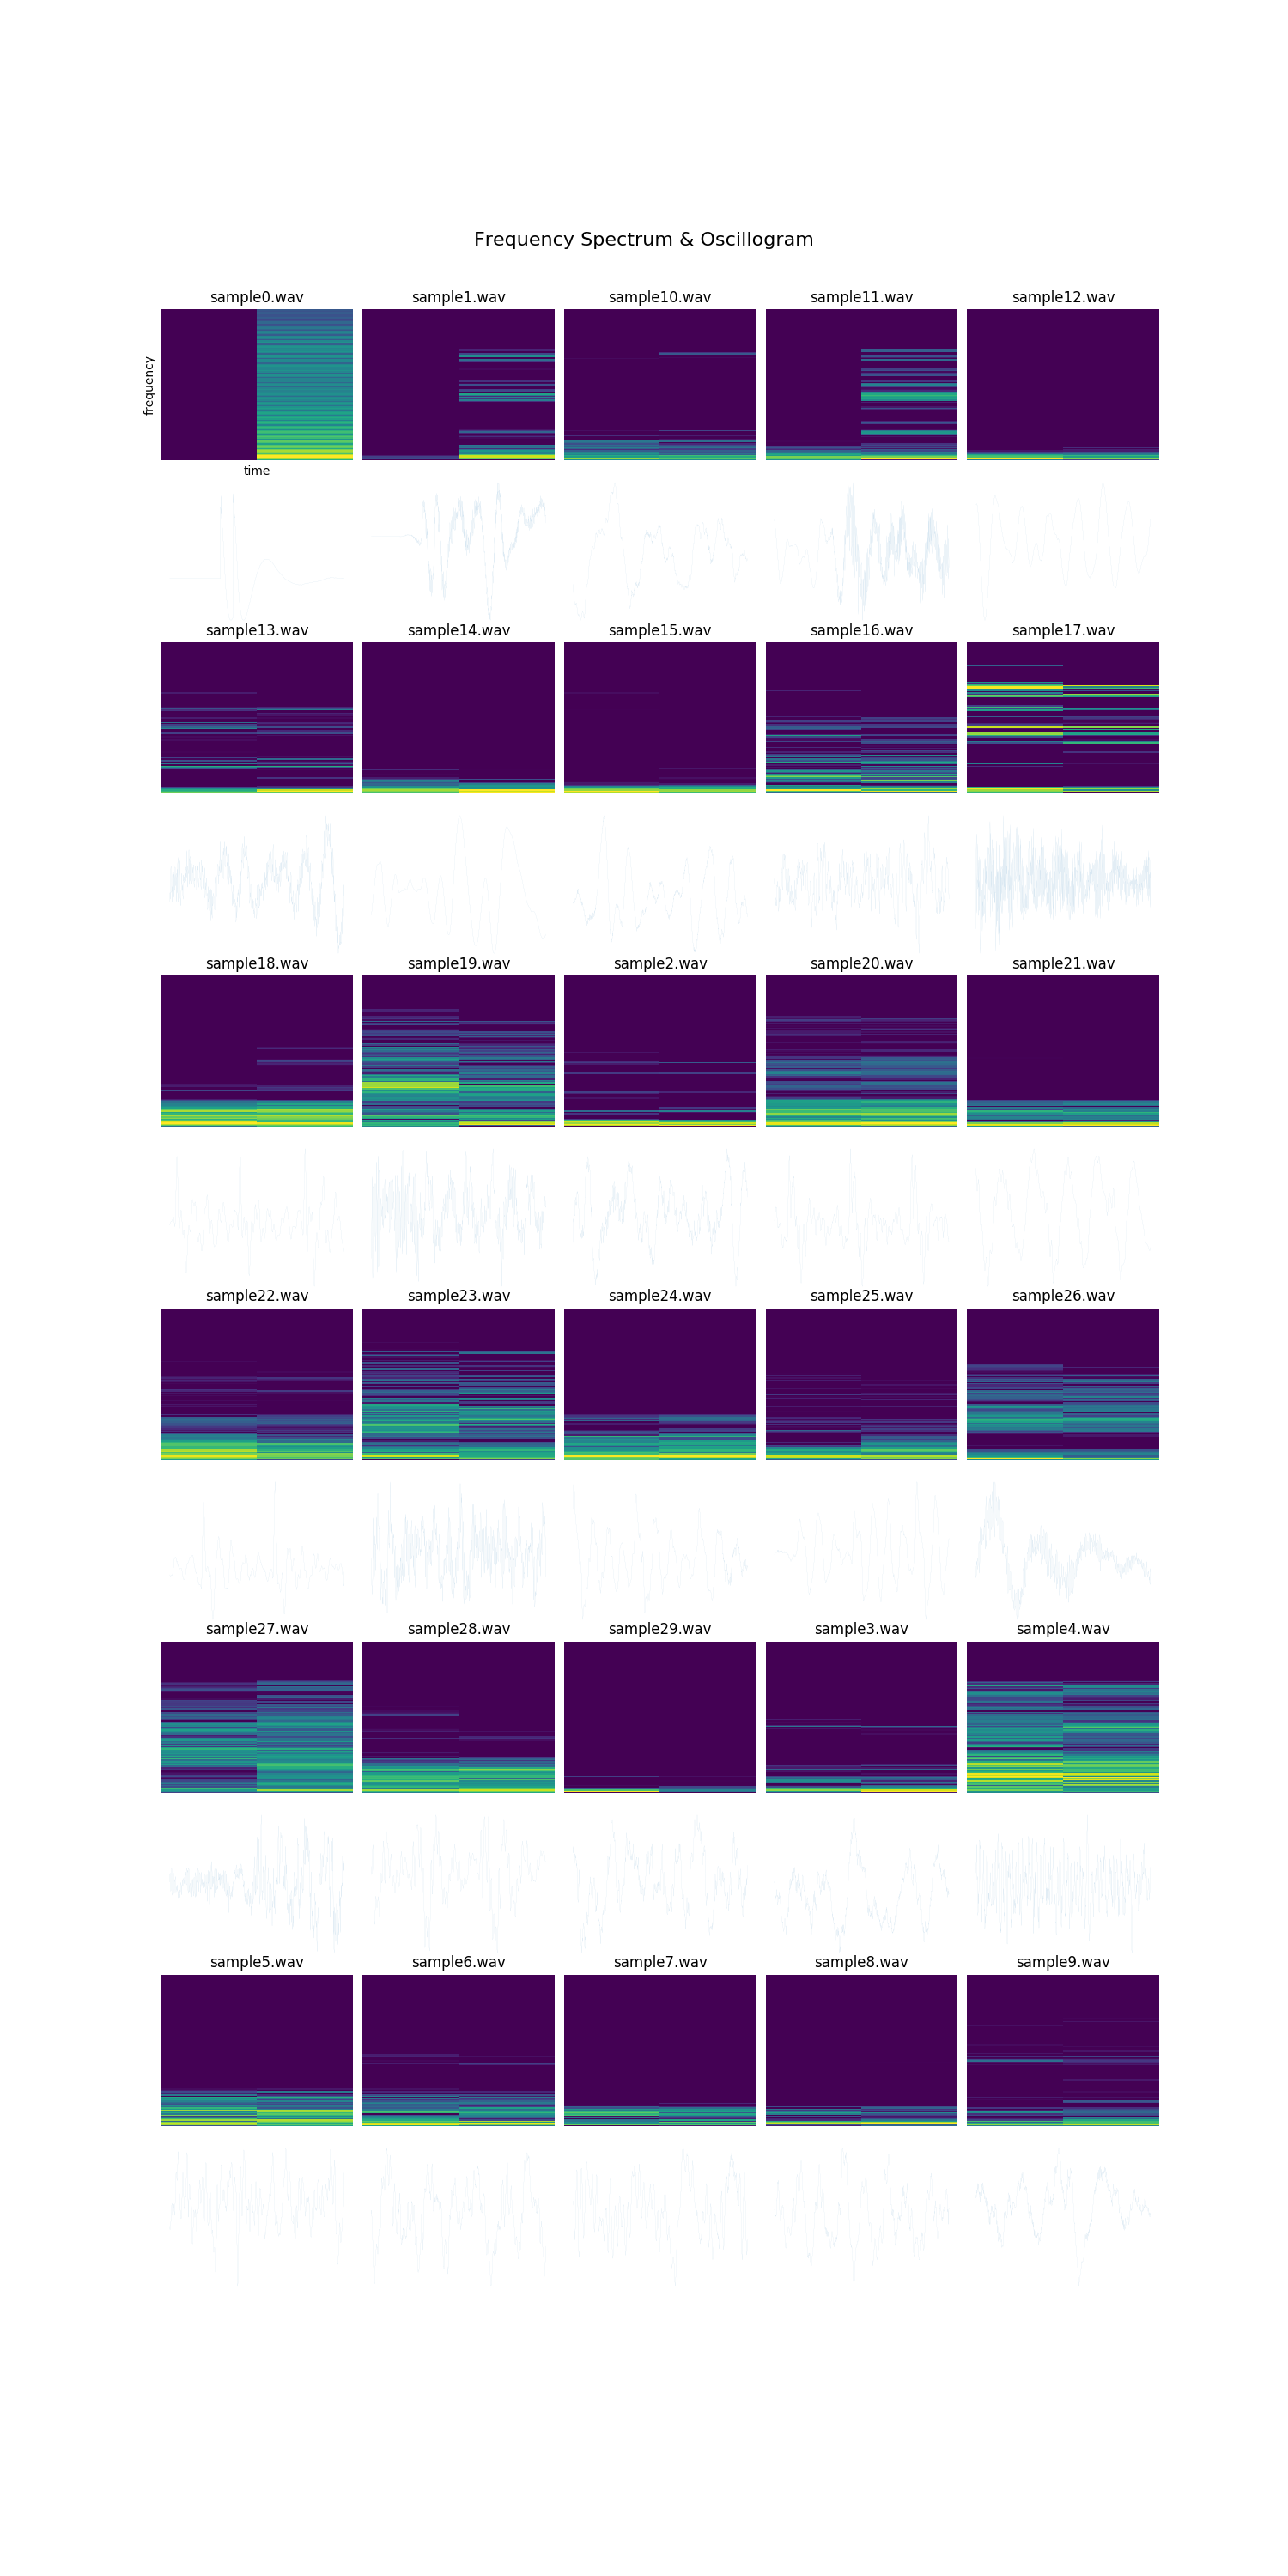 Frequency Spectrum & Oscillogram
sample0.wav
sample1.wav
sample10.wav
sample11.wav
sample12.wav
frequency
time
sample13.wav
sample14.wav
sample15.wav
sample16.wav
sample17.wav
sample18.wav
sample19.wav
sample2.wav
sample20.wav
sample21.wav
sample22.wav
sample23.wav
sample24.wav
sample25.wav
sample26.wav
sample27.wav
sample28.wav
sample29.wav
sample3.wav
sample4.wav
sample5.wav
sample6.wav
sample7.wav
sample8.wav
sample9.wav